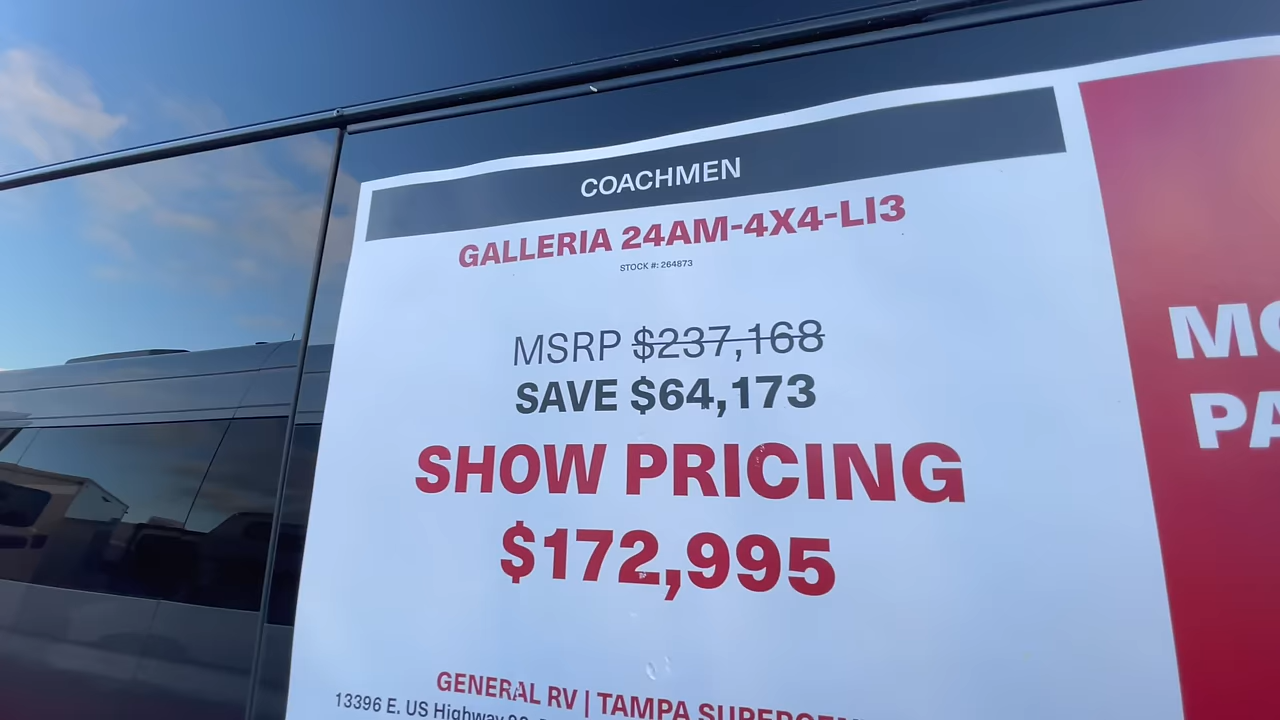 COACHMEN
GALLERIA 24AM-4X4-LI3
STOCK #: 264873
MSRP $237,168
SAVE $64,173
SHOW PRICING
$172,995
GENERAL RV | TAMPA
13396 E. US Highway